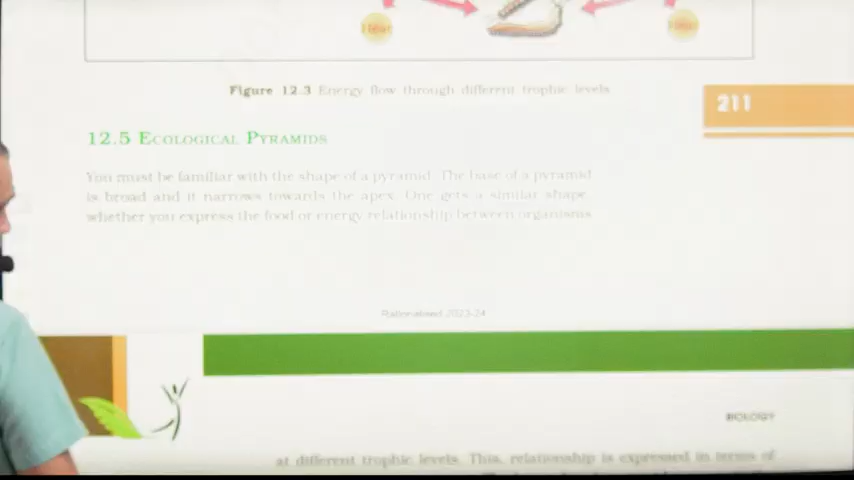 Heat
Heat
Figure 12.3 Energy flow through different trophic levels
211
12.5 ECOLOGICAL PYRAMIDS
You must be familiar with the shape of a pyramid. The base of a pyramid
is broad and it narrows towards the apex. One gets a similar shape,
whether you express the food or energy relationship between organisms
Rationalised 2023-24
BIOLOGY
at different trophic levels. This, relationship is expressed in terms of